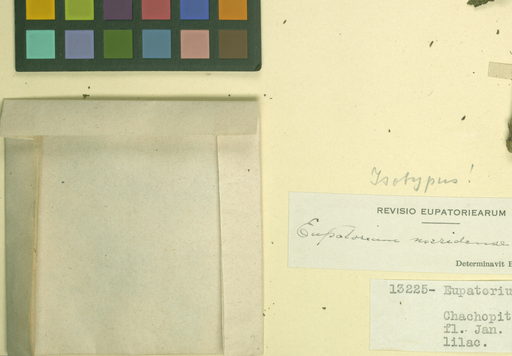 Isotypus!
REVISIO EUPATORIEARUM
Eupatorium
Determinavit
13225- Eupatoriu
Chachopit
fl. Jan.
lilac.